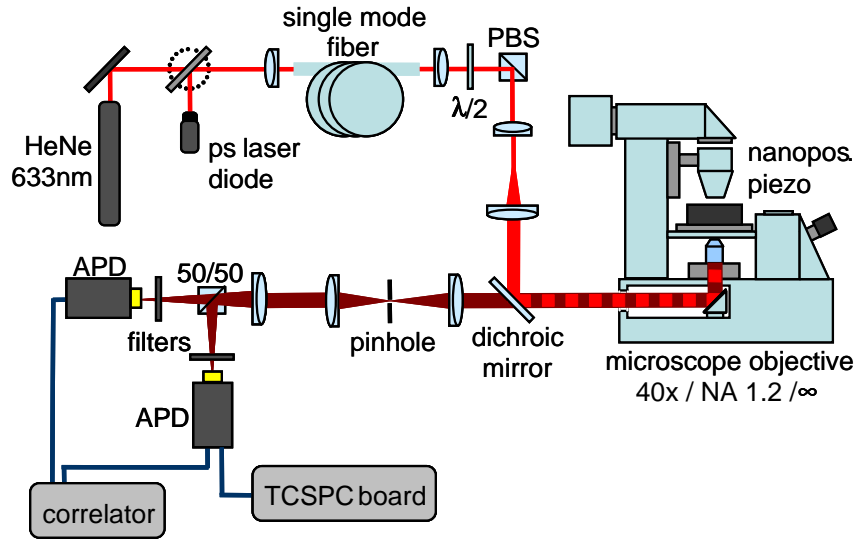 single mode
fiber
PBS
λ/2
HeNe
633nm
ps laser
diode
nanopos.
piezo
APD
50/50
filters
pinhole
dichroic
mirror
microscope objective
40x / NA 1.2 /∞
APD
correlator
TCSPC board